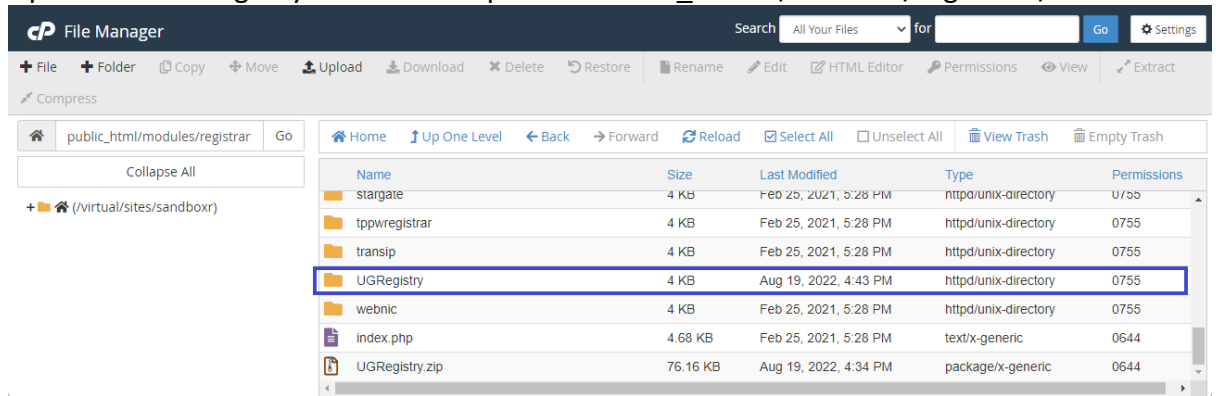 cP File Manager Search All Your Files for Go Settings
File Folder Copy Move Upload Download Delete Restore Rename Edit HTML Editor Permissions View Extract
Compress
public_html/modules/registrar Go Home Up One Level Back Forward Reload Select All Unselect All View Trash Empty Trash
Collapse All Name Size Last Modified Type Permissions
stargate 4 KB Feb 25, 2021, 5:28 PM httpd/unix-directory 0755
(/virtual/sites/sandboxr) tppwregistrar 4 KB Feb 25, 2021, 5:28 PM httpd/unix-directory 0755
transip 4 KB Feb 25, 2021, 5:28 PM httpd/unix-directory 0755
UGRegistry 4 KB Aug 19, 2022, 4:43 PM httpd/unix-directory 0755
webnic 4 KB Feb 25, 2021, 5:28 PM httpd/unix-directory 0755
index.php 4.68 KB Feb 25, 2021, 5:28 PM text/x-generic 0644
UGRegistry.zip 76.16 KB Aug 19, 2022, 4:34 PM package/x-generic 0644